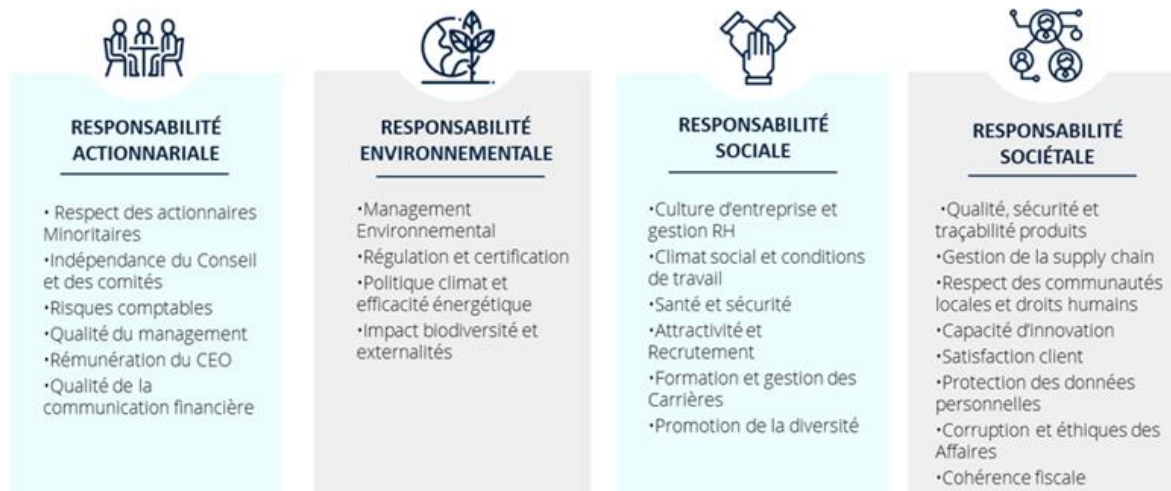 RESPONSABILITÉ
ACTIONNARIALE
• Respect des actionnaires
Minoritaires
•Indépendance du Conseil
et des comités
•Risques comptables
•Qualité du management
•Rémunération du CEO
•Qualité de la
communication financière
RESPONSABILITÉ
ENVIRONNEMENTALE
•Management
Environnemental
•Régulation et certification
•Politique climat et
efficacité énergétique
•Impact biodiversité et
externalités
RESPONSABILITÉ
SOCIALE
•Culture d'entreprise et
gestion RH
•Climat social et conditions
de travail
•Santé et sécurité
•Attractivité et
Recrutement
•Formation et gestion des
Carrières
•Promotion de la diversité
RESPONSABILITÉ
SOCIÉTALE
•Qualité, sécurité et
traçabilité produits
•Gestion de la supply chain
•Respect des communautés
locales et droits humains
•Capacité d'innovation
•Satisfaction client
•Protection des données
personnelles
•Corruption et éthiques des
Affaires
•Cohérence fiscale